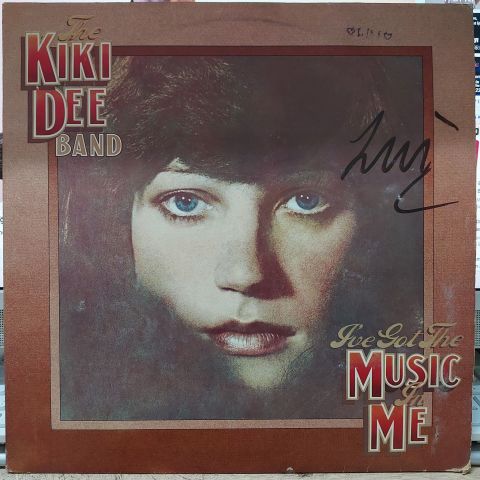 The
KIKI
DEE
BAND
I've Got The
MUSIC
In
ME